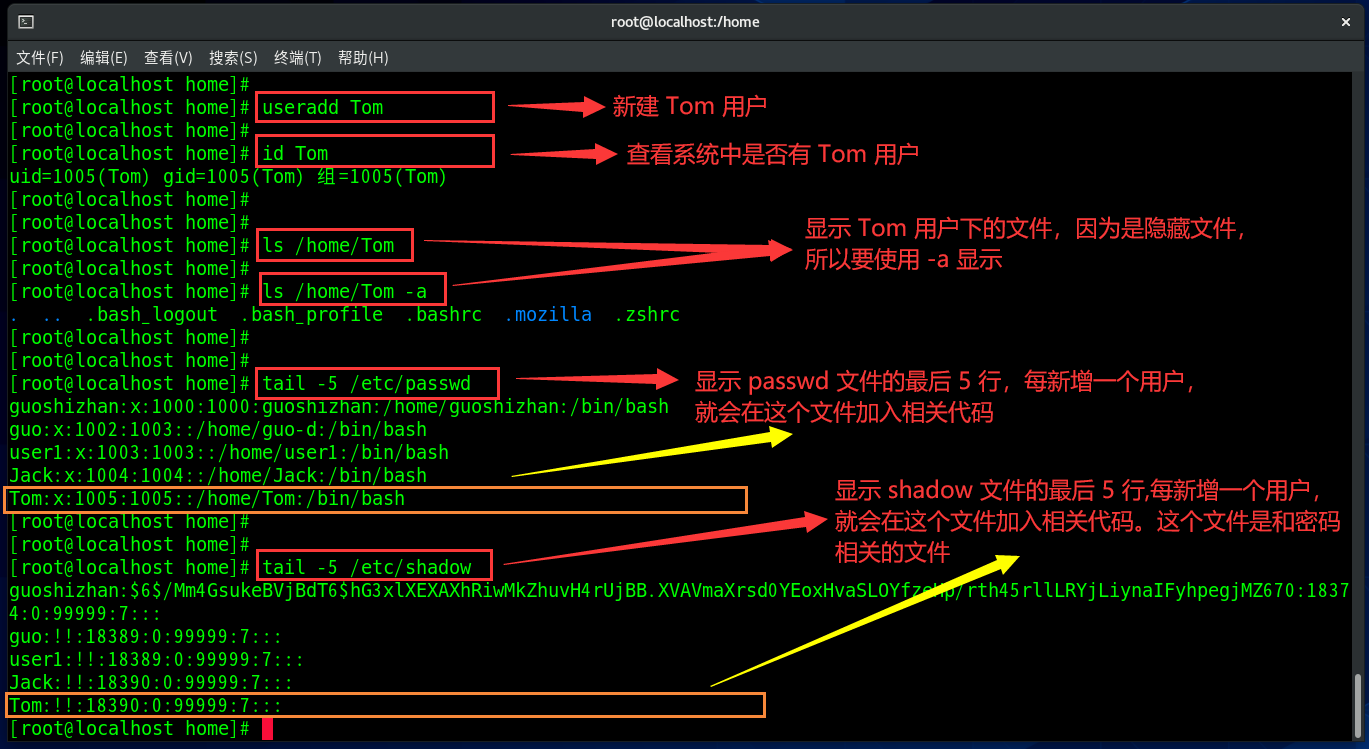 root@localhost:/home
文件(F) 编辑(E) 查看(V) 搜索(S) 终端(T) 帮助(H)
[root@localhost home]#
[root@localhost home]# useradd Tom
新建 Tom 用户
[root@localhost home]#
[root@localhost home]# id Tom
查看系统中是否有 Tom 用户
uid=1005(Tom) gid=1005(Tom) 组=1005(Tom)
[root@localhost home]#
[root@localhost home]#
[root@localhost home]# ls /home/Tom
[root@localhost home]#
[root@localhost home]# ls /home/Tom -a
显示 Tom 用户下的文件，因为是隐藏文件，
所以要使用 -a 显示
. .. .bash_logout .bash_profile .bashrc .mozilla .zshrc
[root@localhost home]#
[root@localhost home]#
[root@localhost home]# tail -5 /etc/passwd
显示 passwd 文件的最后 5 行，每新增一个用户，
就会在这个文件加入相关代码
guoshizhan:x:1000:1000:guoshizhan:/home/guoshizhan:/bin/bash
guo:x:1002:1003::/home/guo-d:/bin/bash
user1:x:1003:1003::/home/user1:/bin/bash
Jack:x:1004:1004::/home/Jack:/bin/bash
Tom:x:1005:1005::/home/Tom:/bin/bash
[root@localhost home]#
[root@localhost home]#
[root@localhost home]# tail -5 /etc/shadow
显示 shadow 文件的最后 5 行,每新增一个用户，
就会在这个文件加入相关代码。这个文件是和密码
相关的文件
4:0:99999:7:::
guo:!!:18389:0:99999:7:::
user1:!!:18389:0:99999:7:::
Jack:!!:18390:0:99999:7:::
Tom:!!:18390:0:99999:7:::
[root@localhost home]#